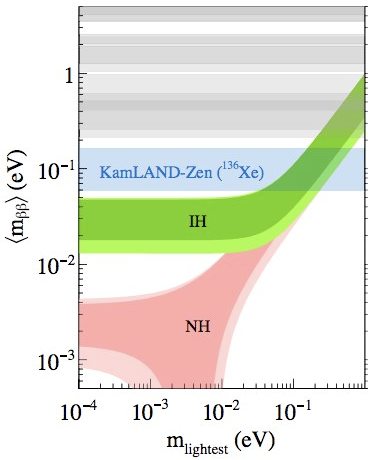 1
10⁻¹
10⁻²
10⁻³
⟨m_ββ⟩ (eV)
KamLAND-Zen (¹³⁶Xe)
IH
NH
10⁻⁴ 10⁻³ 10⁻² 10⁻¹
m_lightest (eV)